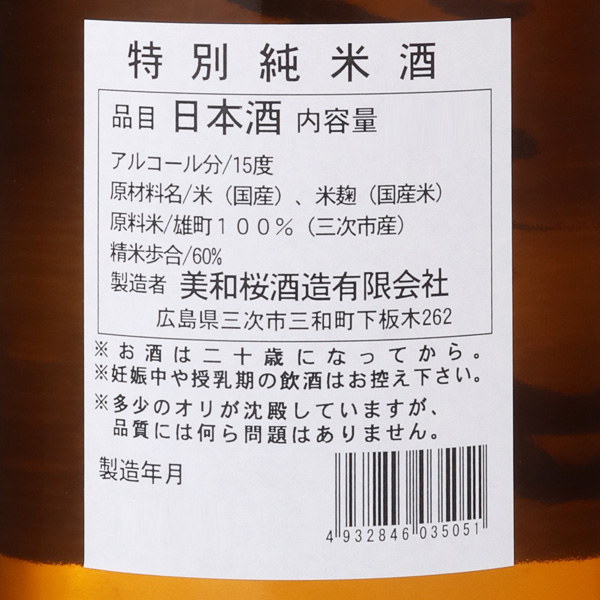 特別純米酒
品目 日本酒 内容量
アルコール分/15度
原材料名/米（国産）、米麹（国産米）
原料米/雄町１００％（三次市産）
精米歩合/60%
製造者 美和桜酒造有限会社
広島県三次市三和町下板木262
※お酒は二十歳になってから。
※妊娠中や授乳期の飲酒はお控え下さい。
※多少のオリが沈殿していますが、
品質には何ら問題はありません。
製造年月
4 932846 035051